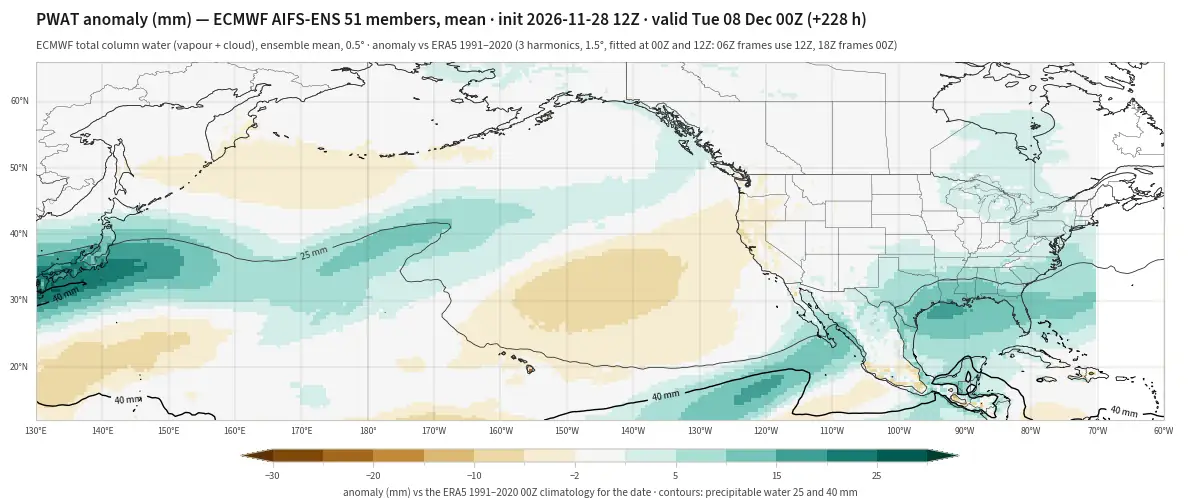 PWAT anomaly (mm) — ECMWF AIFS-ENS 51 members, mean · init 2026-11-28 12Z · valid Tue 08 Dec 00Z (+228 h)
ECMWF total column water (vapour + cloud), ensemble mean, 0.5° · anomaly vs ERA5 1991–2020 (3 harmonics, 1.5°, fitted at 00Z and 12Z: 06Z frames use 12Z, 18Z frames 00Z)
60°N
50°N
40°N
25 mm
30°N
40 mm
20°N
40 mm
40 mm
40 mm
130°E 140°E 150°E 160°E 170°E 180° 170°W 160°W 150°W 140°W 130°W 120°W 110°W 100°W 90°W 80°W 70°W 60°W
−30 −20 −10 −2 5 15 25
anomaly (mm) vs the ERA5 1991–2020 00Z climatology for the date · contours: precipitable water 25 and 40 mm